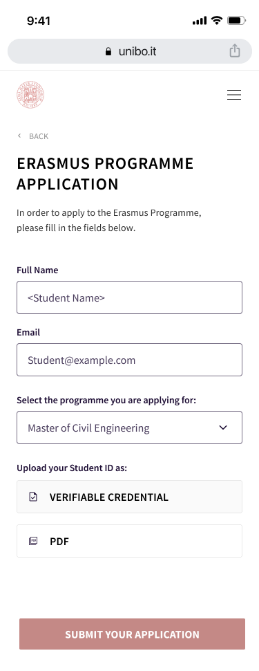 9:41
unibo.it
BACK
ERASMUS PROGRAMME
APPLICATION
In order to apply to the Erasmus Programme,
please fill in the fields below.
Full Name
<Student Name>
Email
Student@example.com
Select the programme you are applying for:
Master of Civil Engineering
Upload your Student ID as:
VERIFIABLE CREDENTIAL
PDF
SUBMIT YOUR APPLICATION